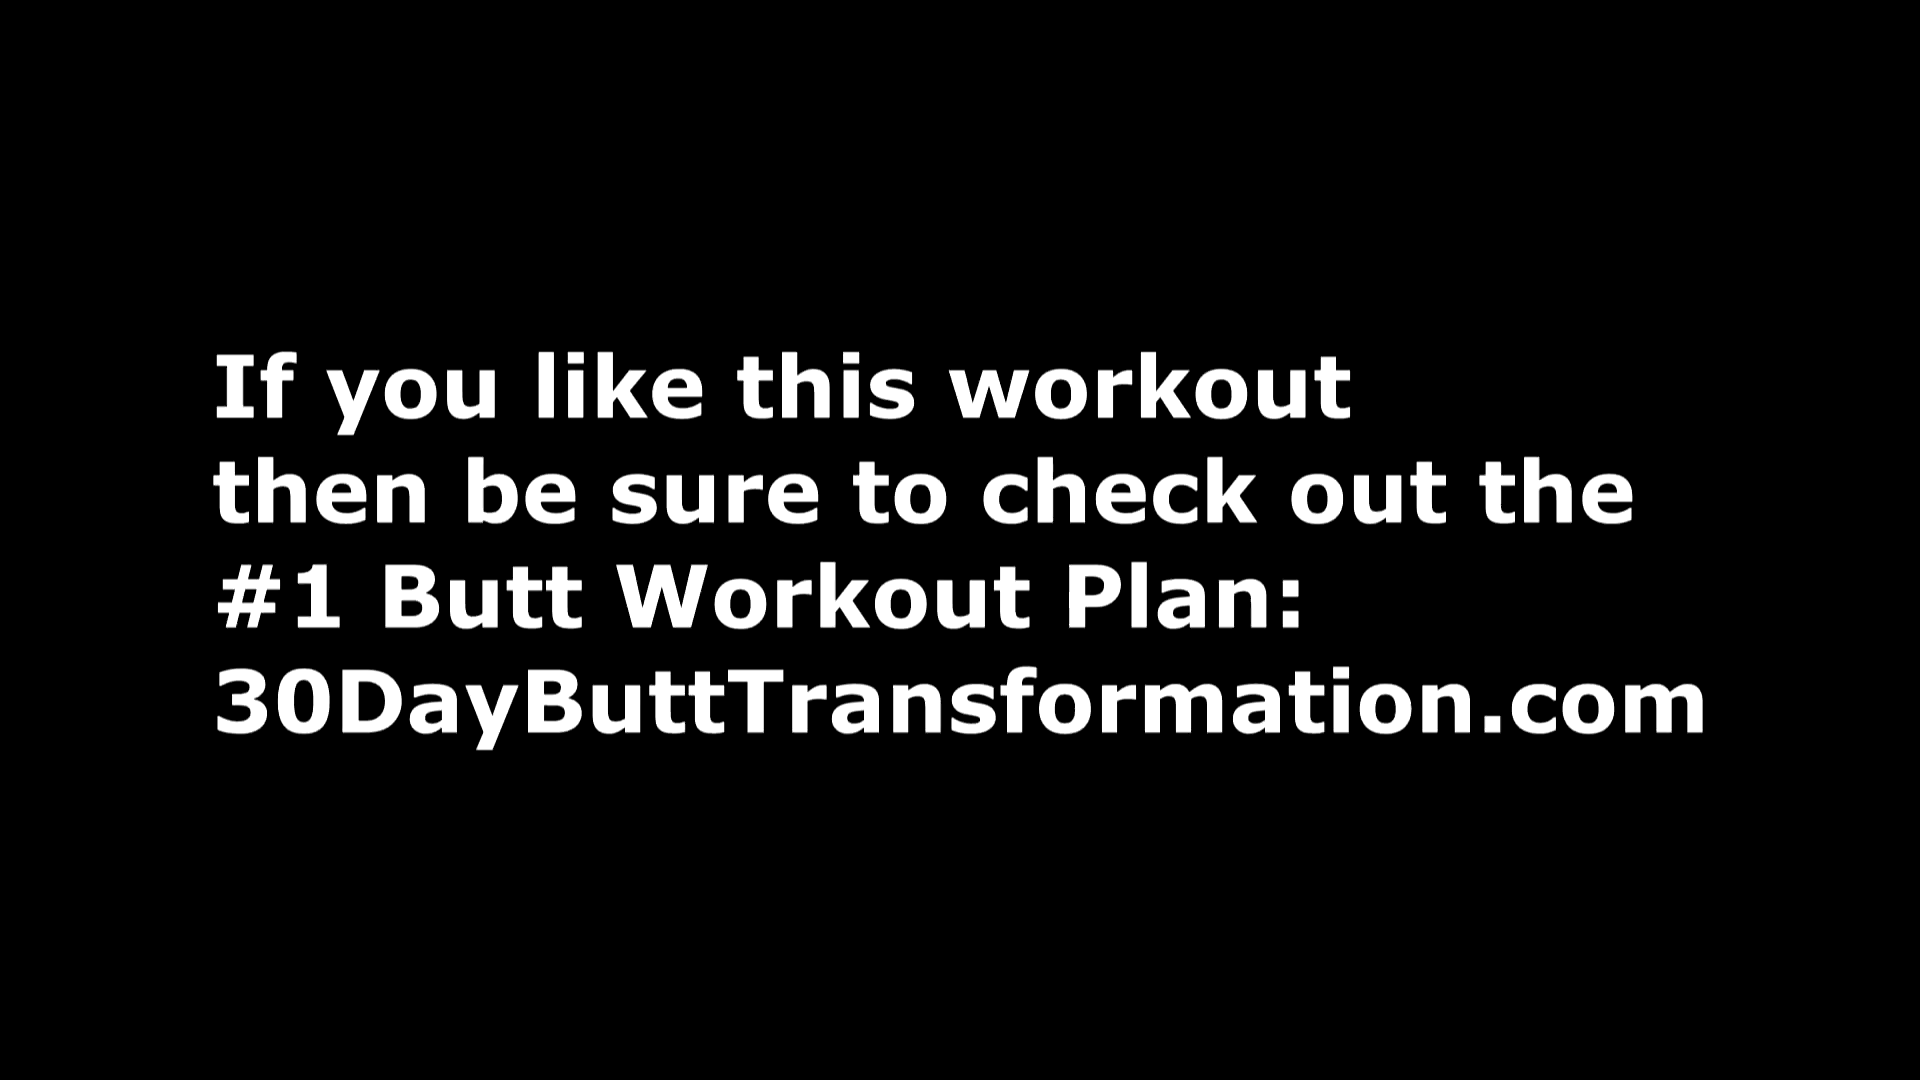 If you like this workout
then be sure to check out the
#1 Butt Workout Plan:
30DayButtTransformation.com